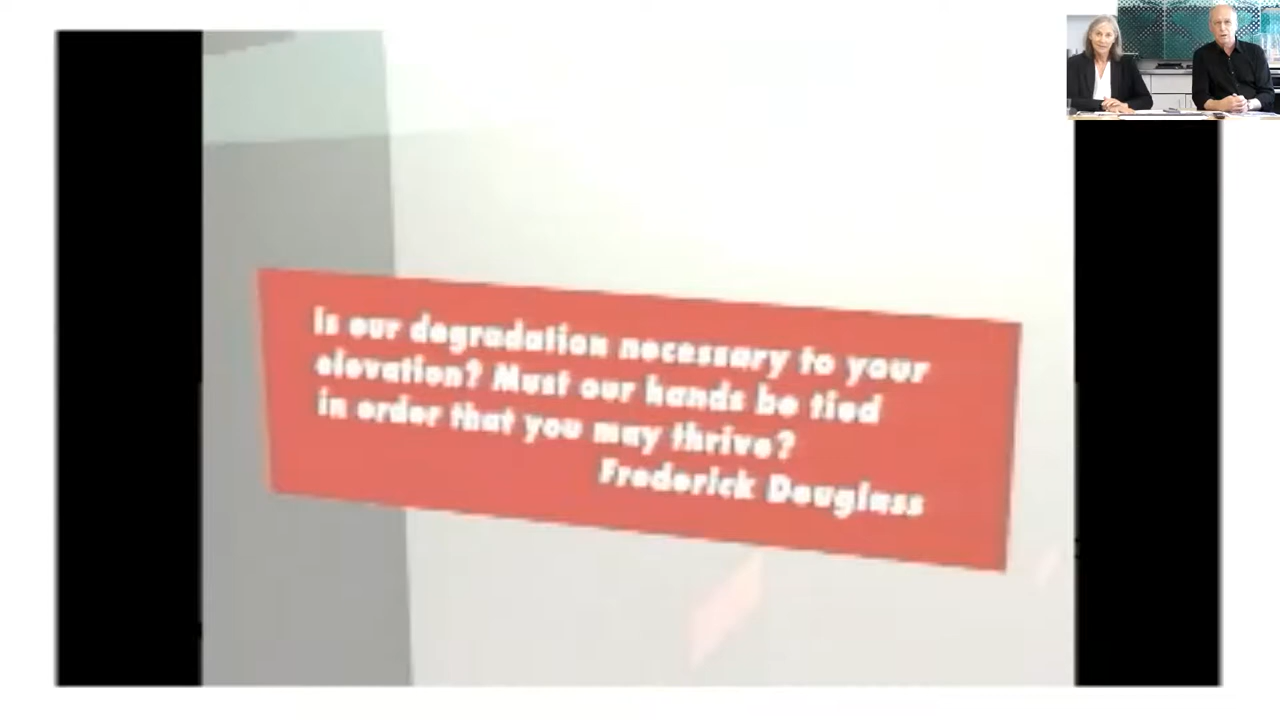 Is our degradation necessary to your
elevation? Must our hands be tied
in order that you may thrive?
Frederick Douglass